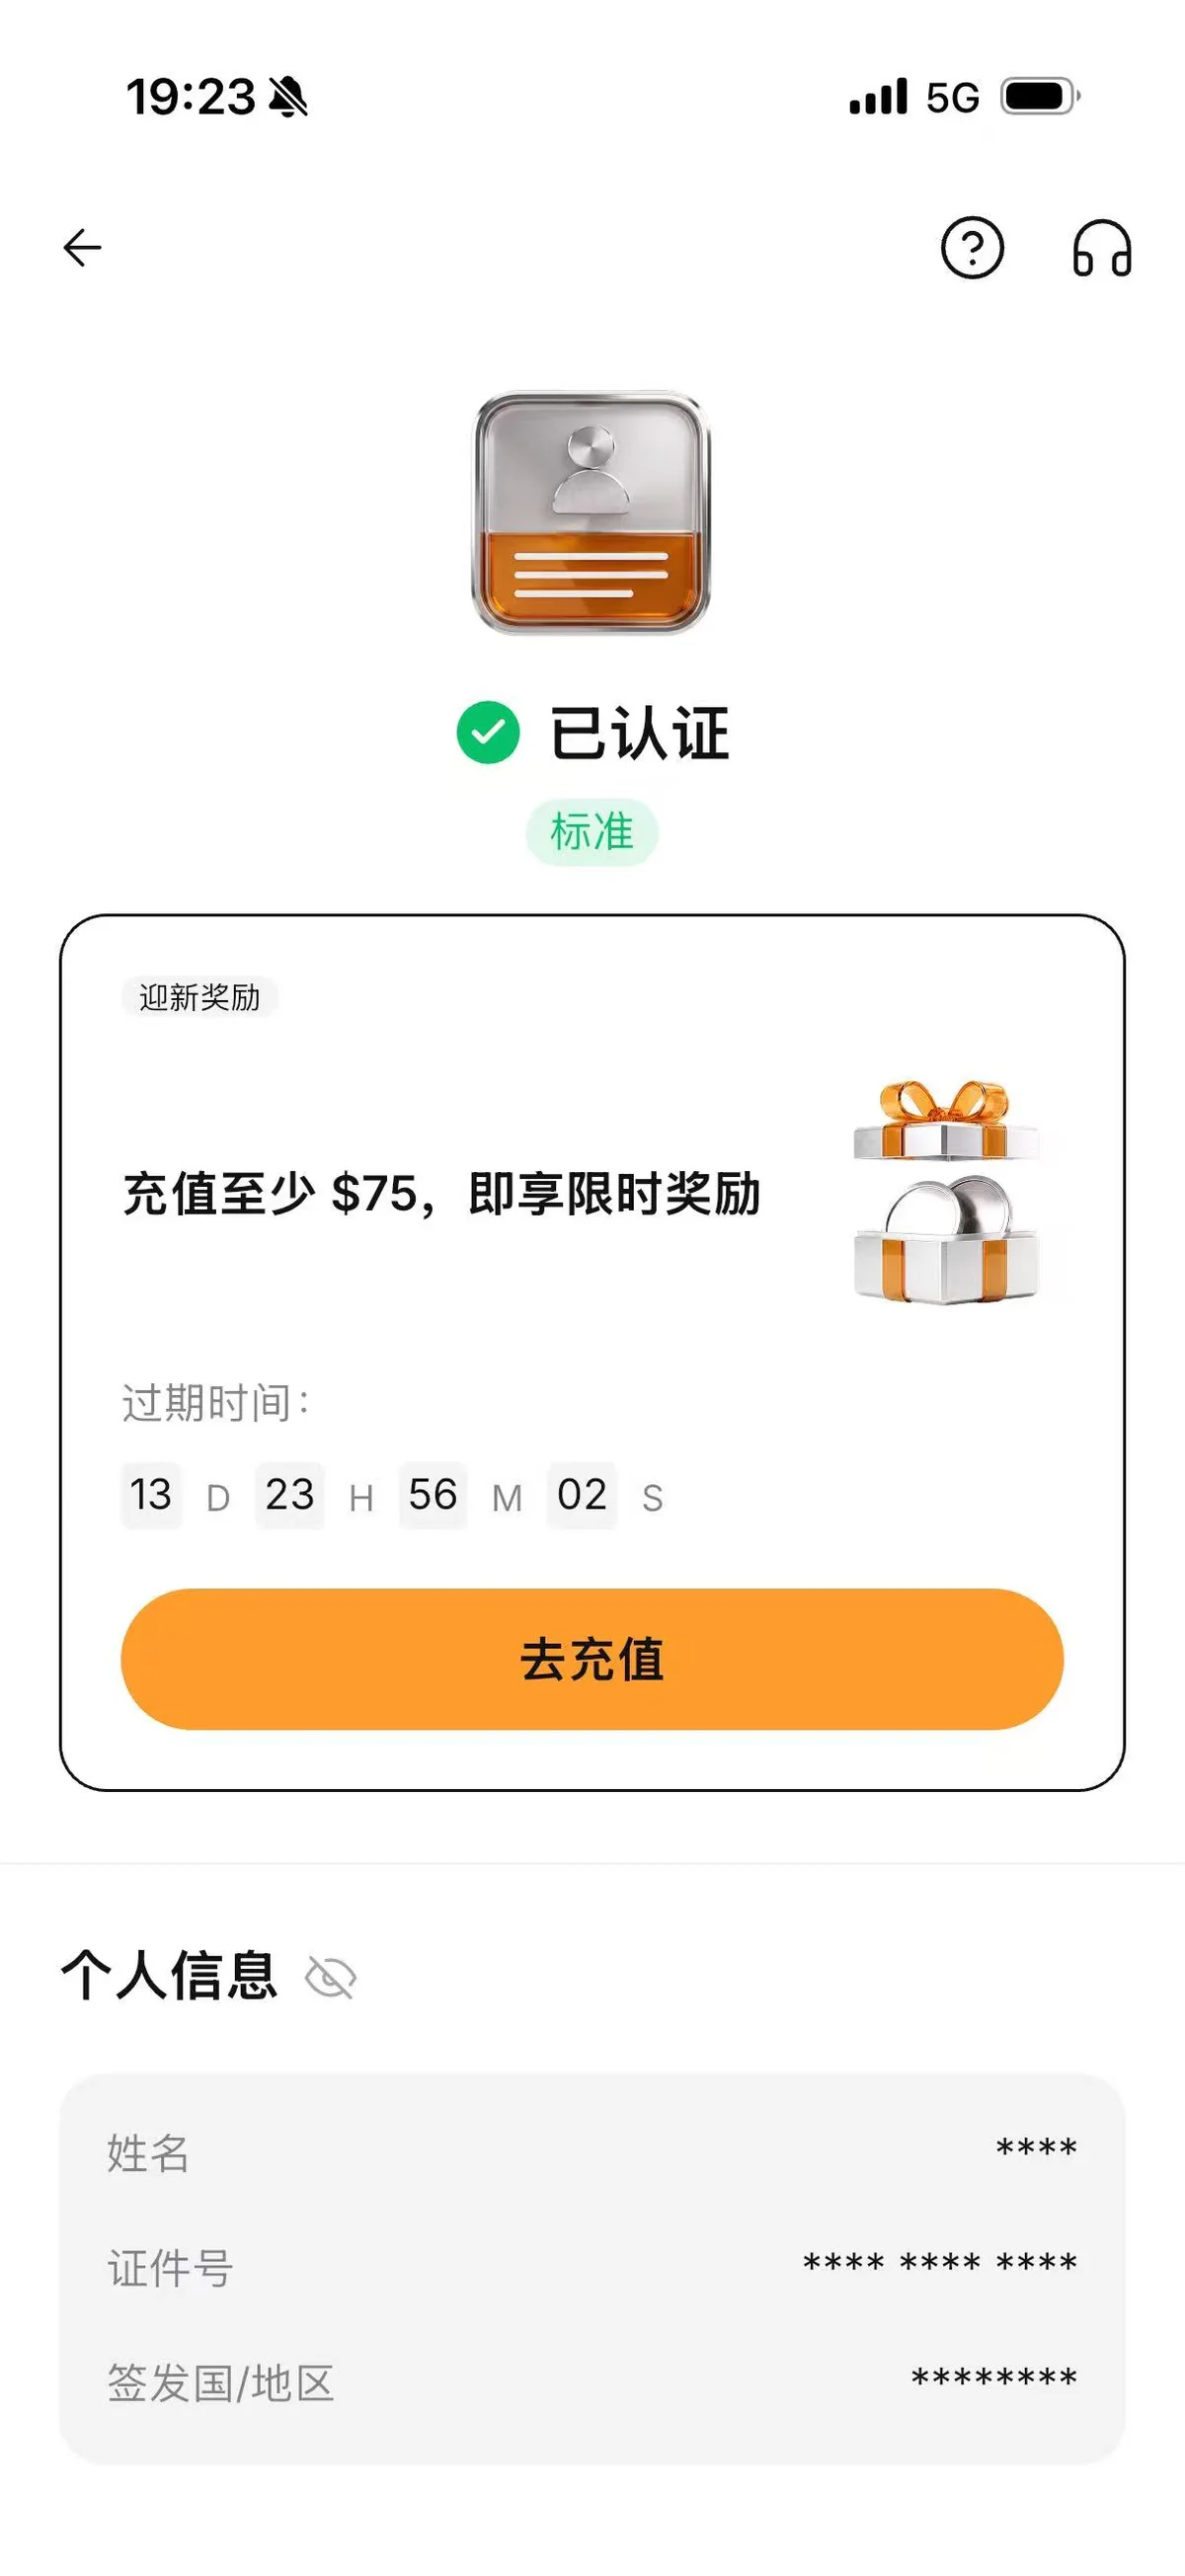 19:23
5G
已认证
标准
迎新奖励
充值至少 $75，即享限时奖励
过期时间：
13 D 23 H 56 M 02 S
去充值
个人信息
姓名 ****
证件号 **** **** ****
签发国/地区 ********